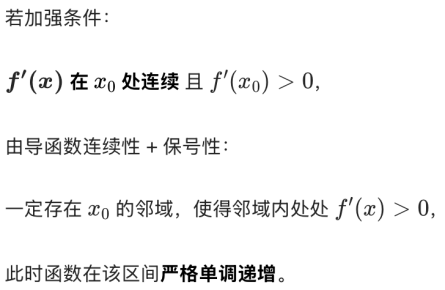 若加强条件：
f′(x) 在 x₀ 处连续 且 f′(x₀) > 0，
由导函数连续性 + 保号性：
一定存在 x₀ 的邻域，使得邻域内处处 f′(x) > 0，
此时函数在该区间严格单调递增。